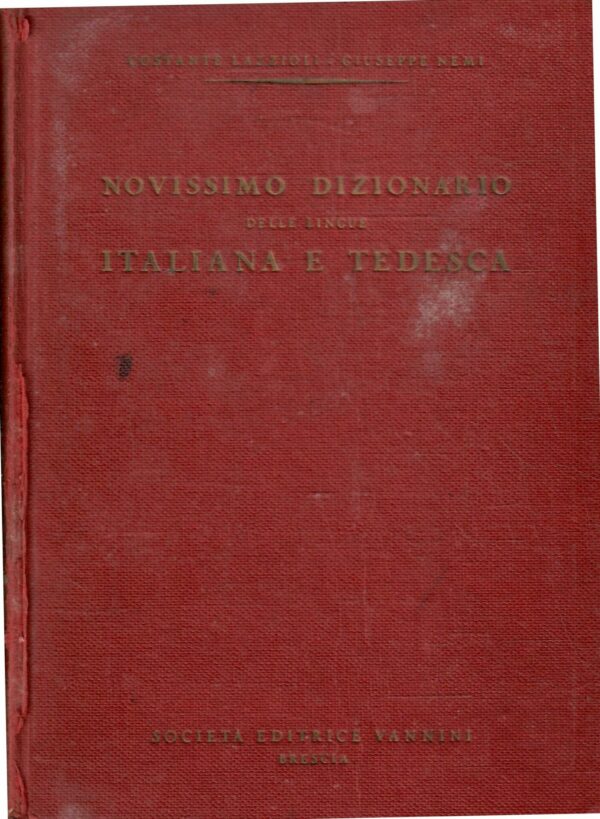 COSTANTE LAZZIOLI - GIUSEPPE NEMI
NOVISSIMO DIZIONARIO
DELLE LINGUE
ITALIANA E TEDESCA
SOCIETÀ EDITRICE VANNINI
BRESCIA